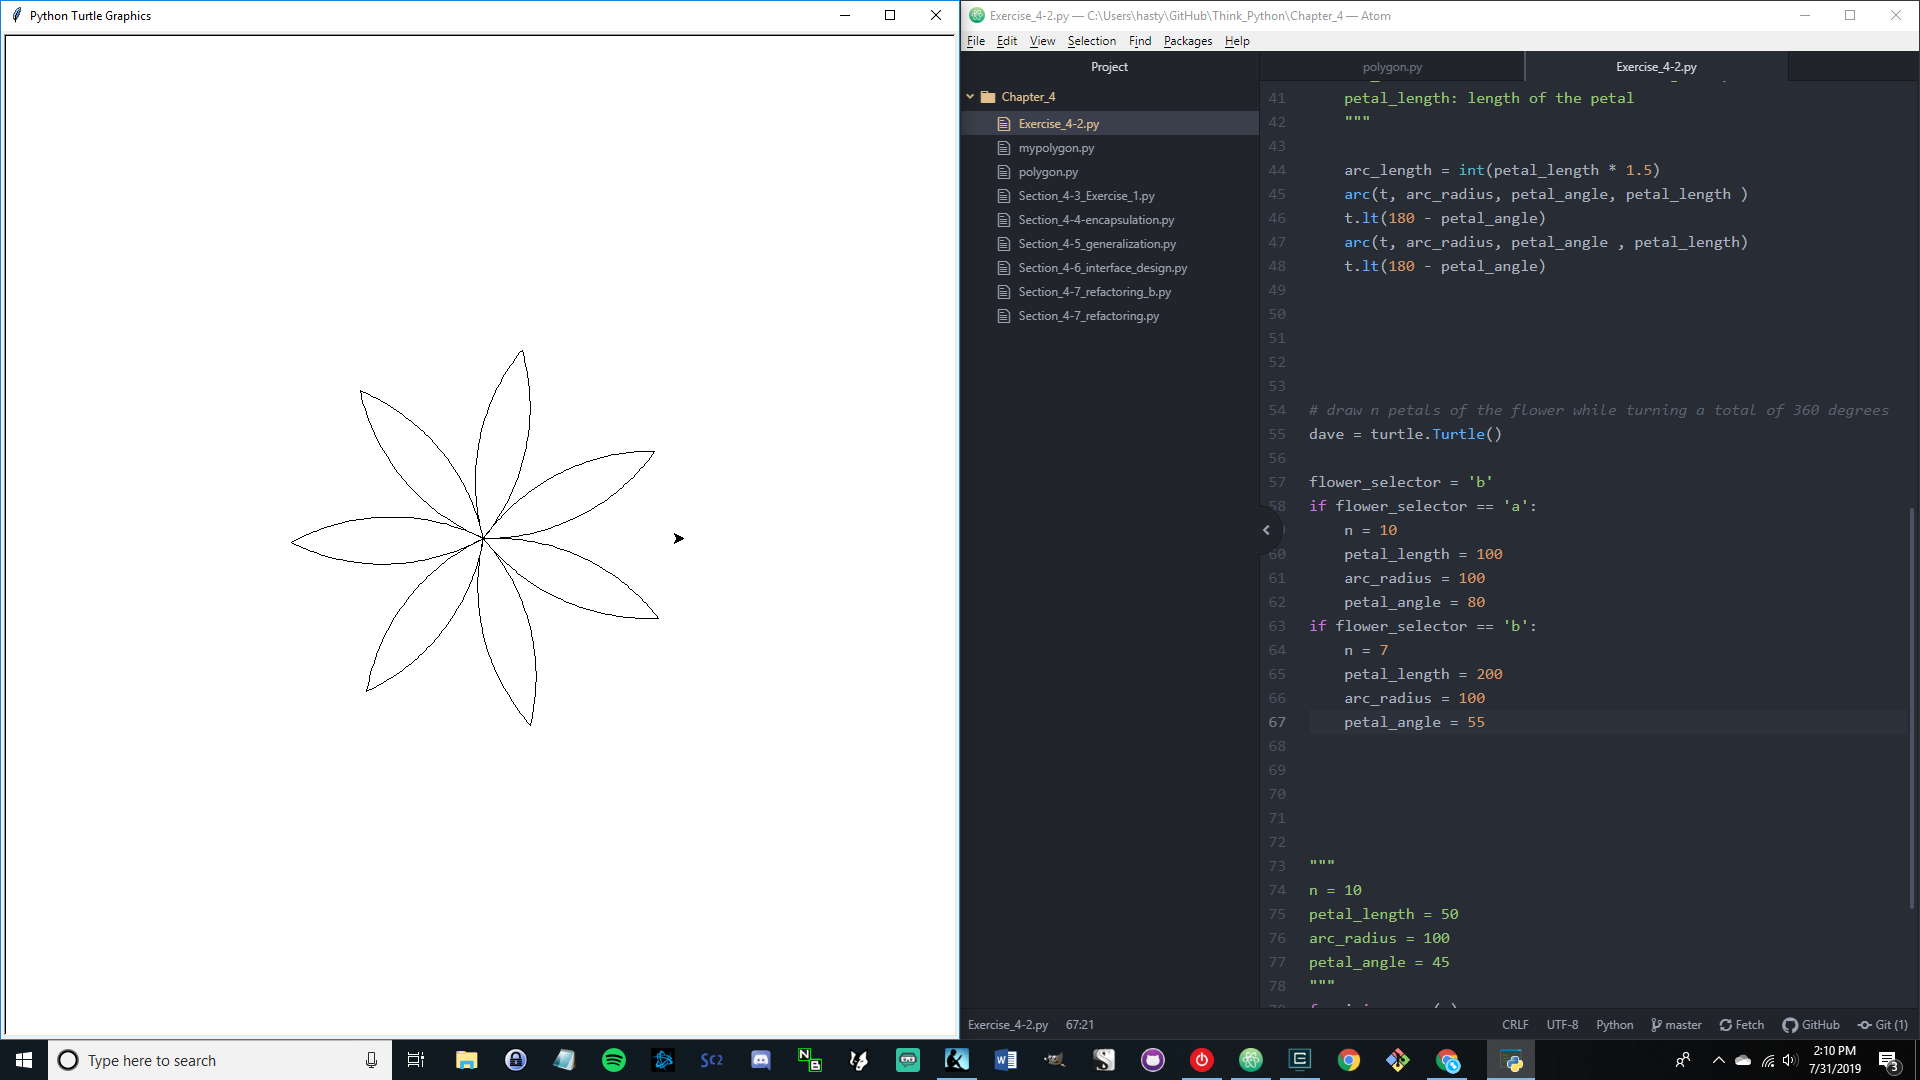 Python Turtle Graphics
Exercise_4-2.py — C:\Users\hasty\GitHub\Think_Python\Chapter_4 — Atom
File Edit View Selection Find Packages Help
Project
polygon.py
Exercise_4-2.py
Chapter_4
Exercise_4-2.py
mypolygon.py
polygon.py
Section_4-3_Exercise_1.py
Section_4-4-encapsulation.py
Section_4-5_generalization.py
Section_4-6_interface_design.py
Section_4-7_refactoring_b.py
Section_4-7_refactoring.py
41 petal_length: length of the petal
42 """
43
44 arc_length = int(petal_length * 1.5)
45 arc(t, arc_radius, petal_angle, petal_length )
46 t.lt(180 - petal_angle)
47 arc(t, arc_radius, petal_angle , petal_length)
48 t.lt(180 - petal_angle)
49
50
51
52
53
54 # draw n petals of the flower while turning a total of 360 degrees
55 dave = turtle.Turtle()
56
57 flower_selector = 'b'
58 if flower_selector == 'a':
n = 10
60 petal_length = 100
61 arc_radius = 100
62 petal_angle = 80
63 if flower_selector == 'b':
64 n = 7
65 petal_length = 200
66 arc_radius = 100
67 petal_angle = 55
68
69
70
71
72
73 """
74 n = 10
75 petal_length = 50
76 arc_radius = 100
77 petal_angle = 45
78 """
Exercise_4-2.py 67:21
CRLF UTF-8 Python master Fetch GitHub Git (1)
Type here to search
SC2
N
B
W
2:10 PM
7/31/2019
3